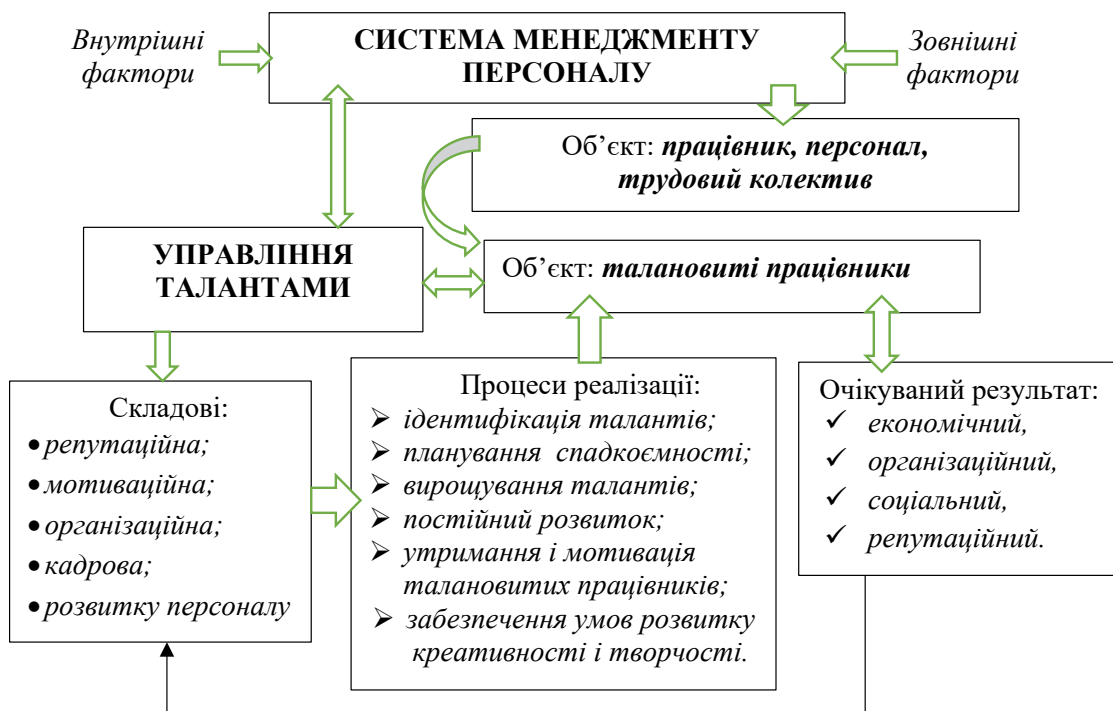 Внутрішні
фактори
СИСТЕМА МЕНЕДЖМЕНТУ
ПЕРСОНАЛУ
Зовнішні
фактори
Об’єкт: працівник, персонал,
трудовий колектив
УПРАВЛІННЯ
ТАЛАНТАМИ
Об’єкт: талановиті працівники
Складові:
• репутаційна;
• мотиваційна;
• організаційна;
• кадрова;
• розвитку персоналу
Процеси реалізації:
➢ ідентифікація талантів;
➢ планування спадкоємності;
➢ вирощування талантів;
➢ постійний розвиток;
➢ утримання і мотивація
талановитих працівників;
➢ забезпечення умов розвитку
креативності і творчості.
Очікуваний результат:
✓ економічний,
✓ організаційний,
✓ соціальний,
✓ репутаційний.